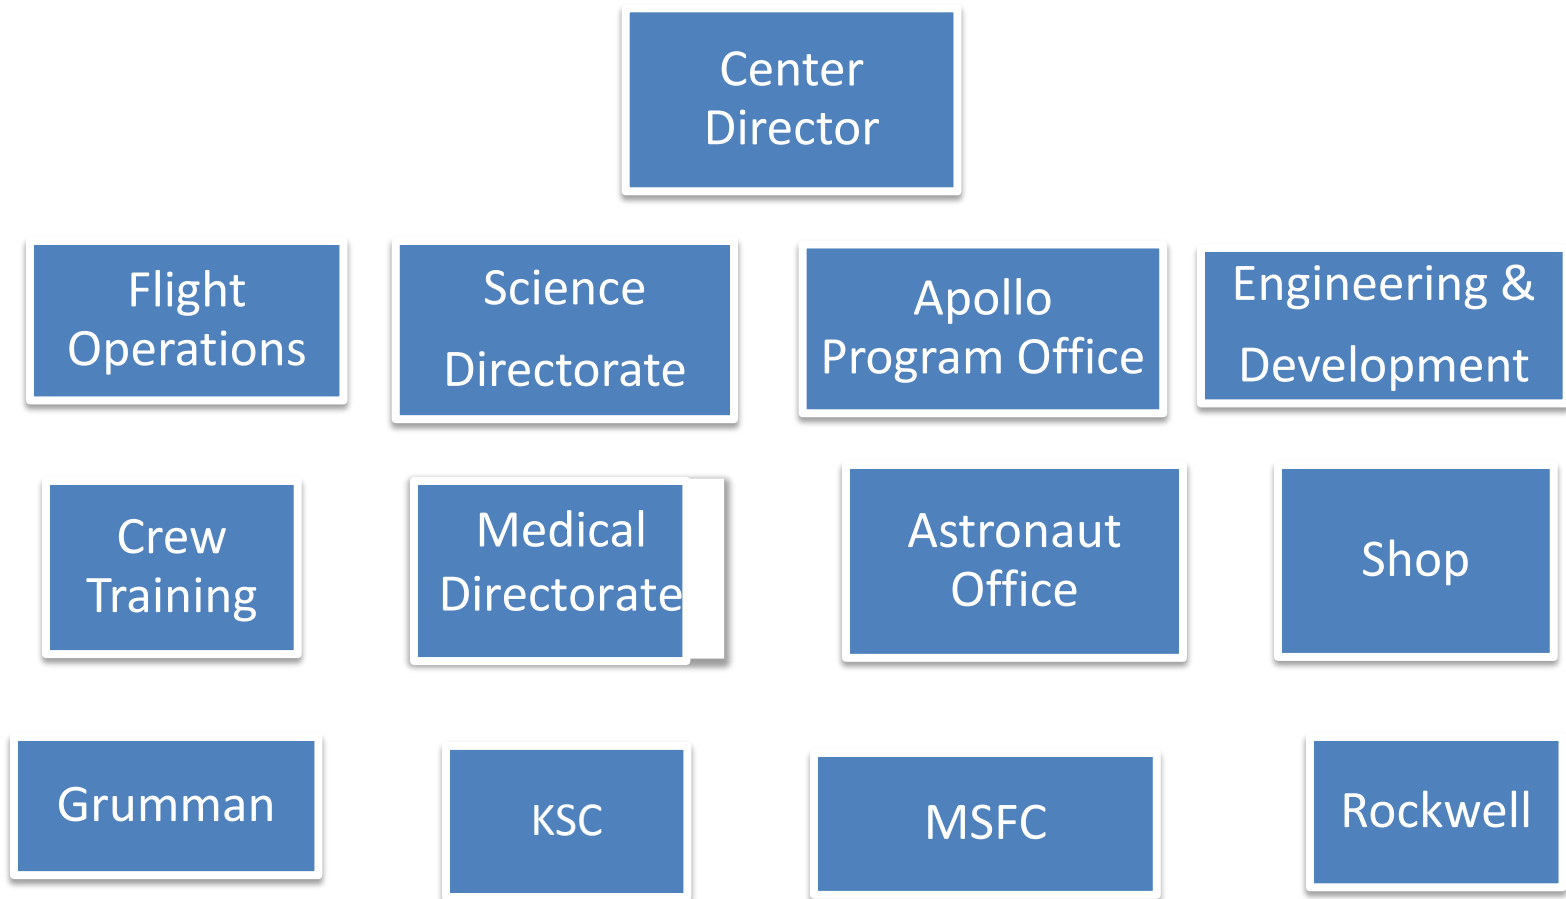 Center
Director
Flight
Operations
Science
Directorate
Apollo
Program Office
Engineering &
Development
Crew
Training
Medical
Directorate
Astronaut
Office
Shop
Grumman
KSC
MSFC
Rockwell